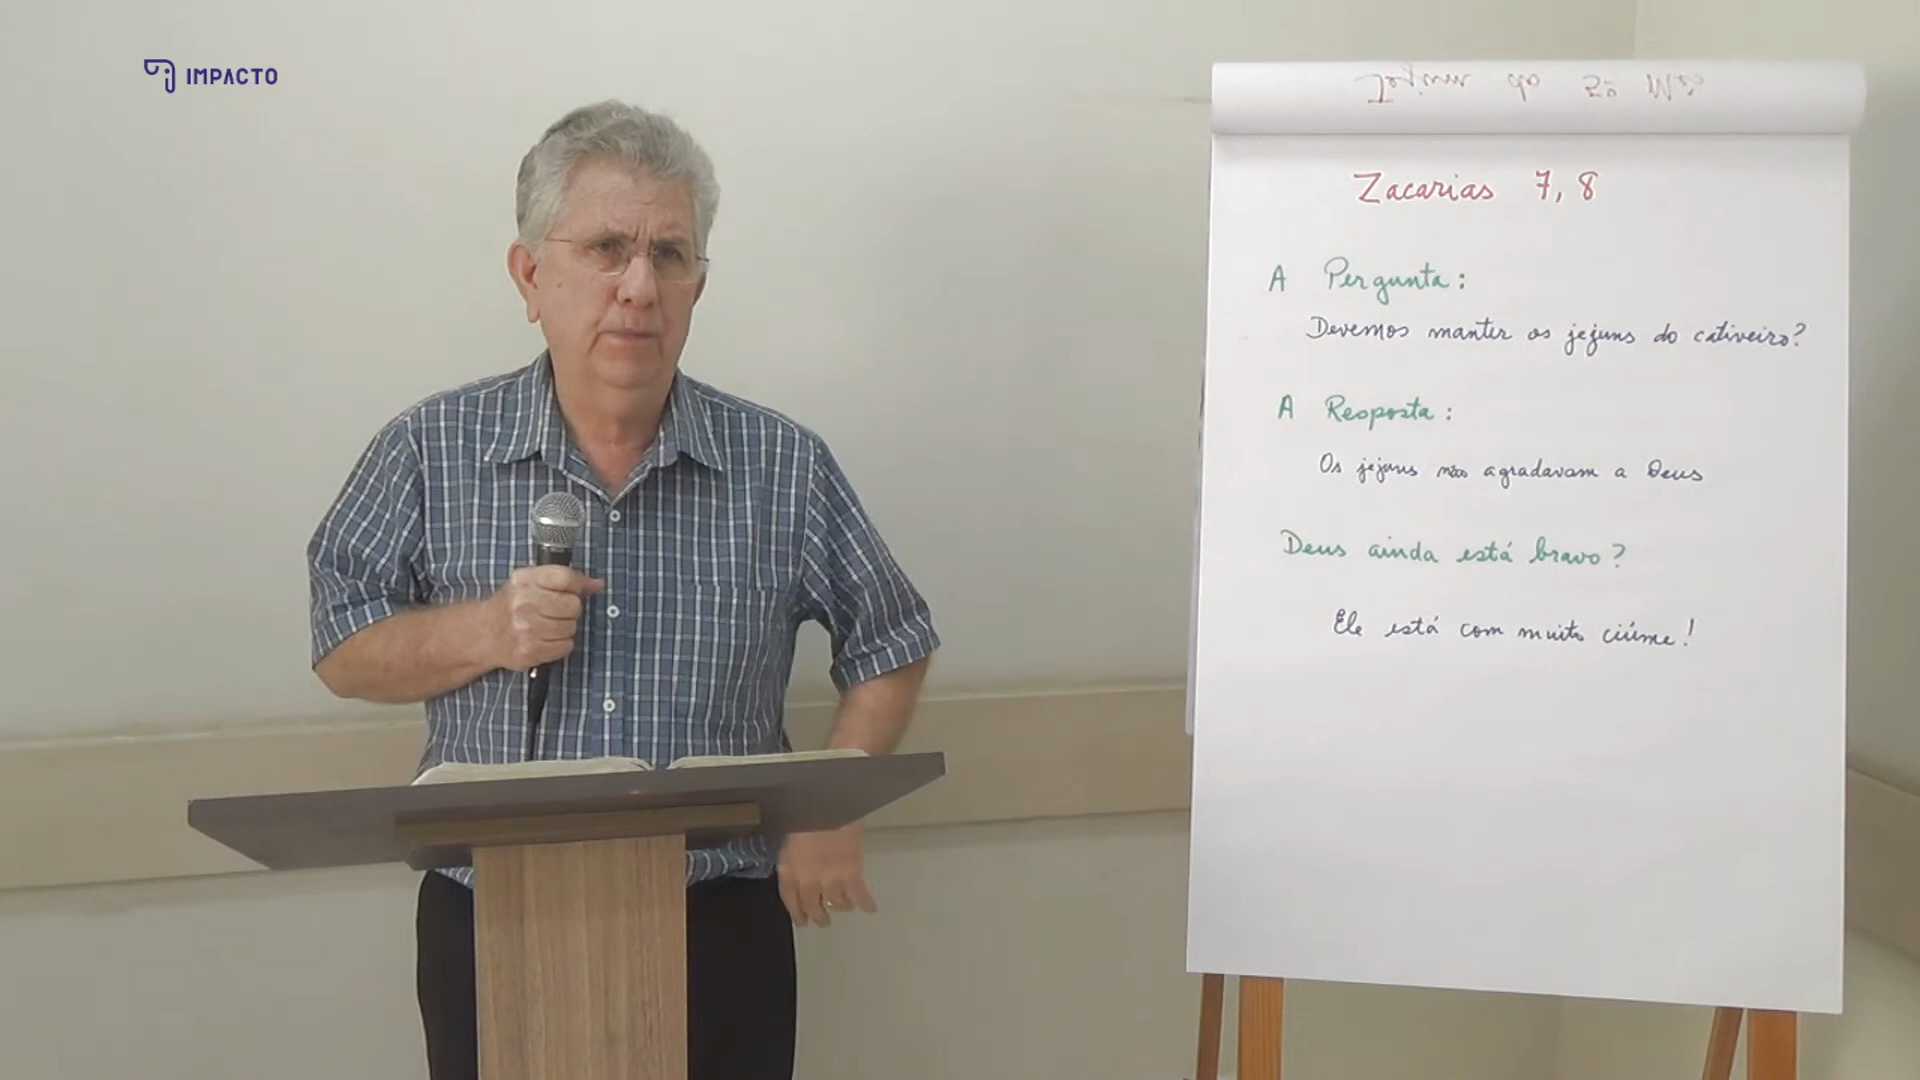 IMPACTO
Zacarias 7, 8
A Pergunta:
Devemos manter os jejuns do cativeiro?
A Resposta:
Os jejuns não agradavam a Deus
Deus ainda está bravo?
Ele está com muito ciúme!